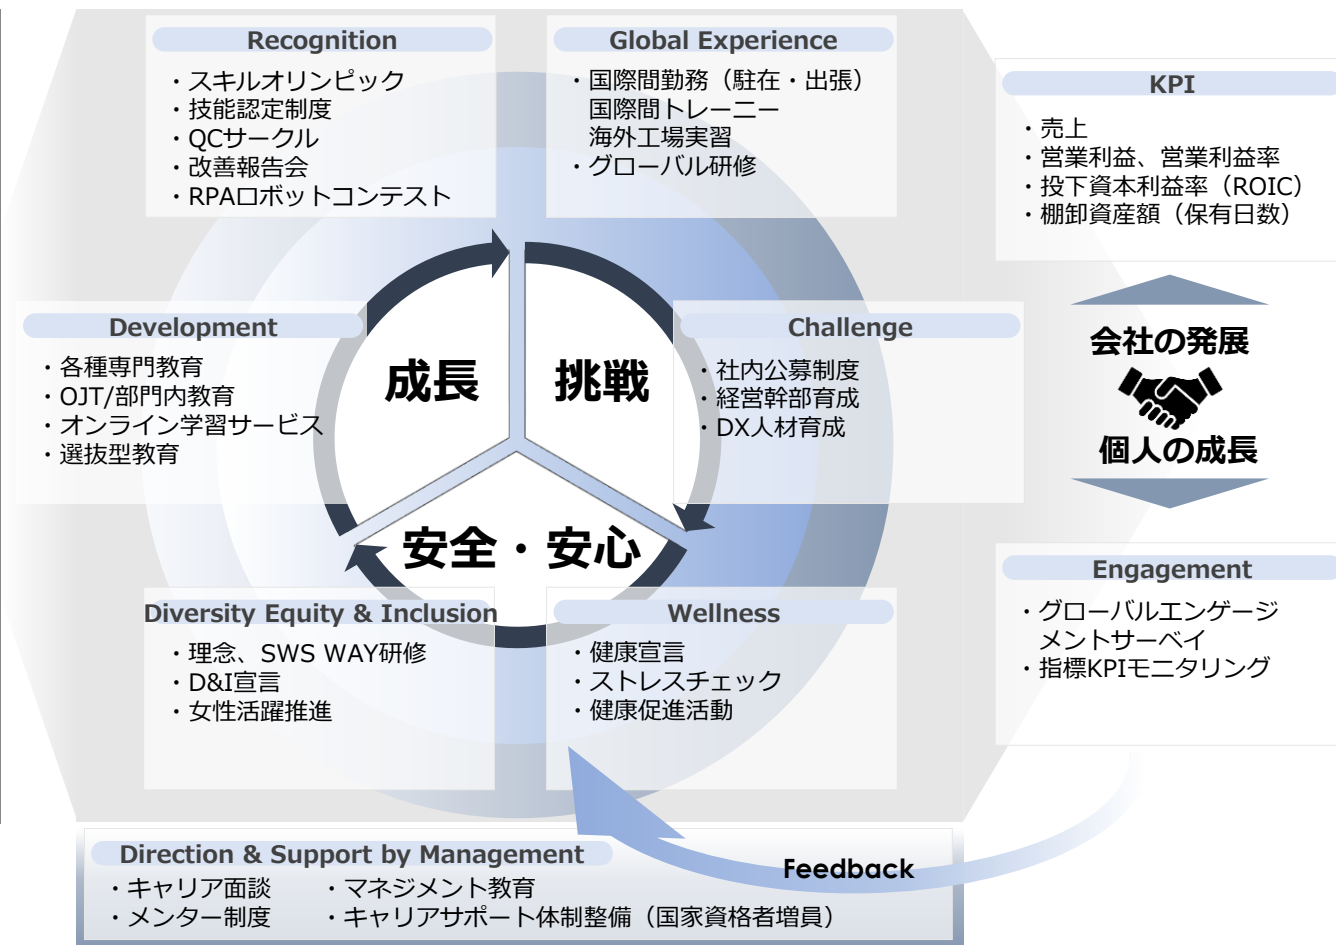 Recognition
・スキルオリンピック
・技能認定制度
・QCサークル
・改善報告会
・RPAロボットコンテスト
Global Experience
・国際間勤務（駐在・出張）
国際間トレーニー
海外工場実習
・グローバル研修
KPI
・売上
・営業利益、営業利益率
・投下資本利益率（ROIC）
・棚卸資産額（保有日数）
Development
・各種専門教育
・OJT/部門内教育
・オンライン学習サービス
・選抜型教育
成長
挑戦
安全・安心
Challenge
・社内公募制度
・経営幹部育成
・DX人材育成
会社の発展
個人の成長
Diversity Equity & Inclusion
・理念、SWS WAY研修
・D&I宣言
・女性活躍推進
Wellness
・健康宣言
・ストレスチェック
・健康促進活動
Engagement
・グローバルエンゲージ
メントサーベイ
・指標KPIモニタリング
Direction & Support by Management
・キャリア面談
・マネジメント教育
・メンター制度
・キャリアサポート体制整備（国家資格者増員）
Feedback